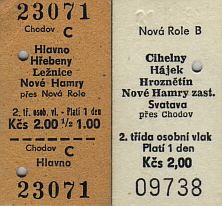 23071
Chodov C
Hlavno
Hřebeny
Ležnice
Nové Hamry
přes Nová Role
2. tř. osob. vl. - Platí 1 den
Kčs 2.00 ½ 1.00
Chodov C
Hlavno
23071
Nová Role B
Cihelny
Hájek
Hroznětín
Nové Hamry zast.
Svatava
přes Chodov
2. třída osobní vlak
Platí 1 den
Kčs 2,00
09738